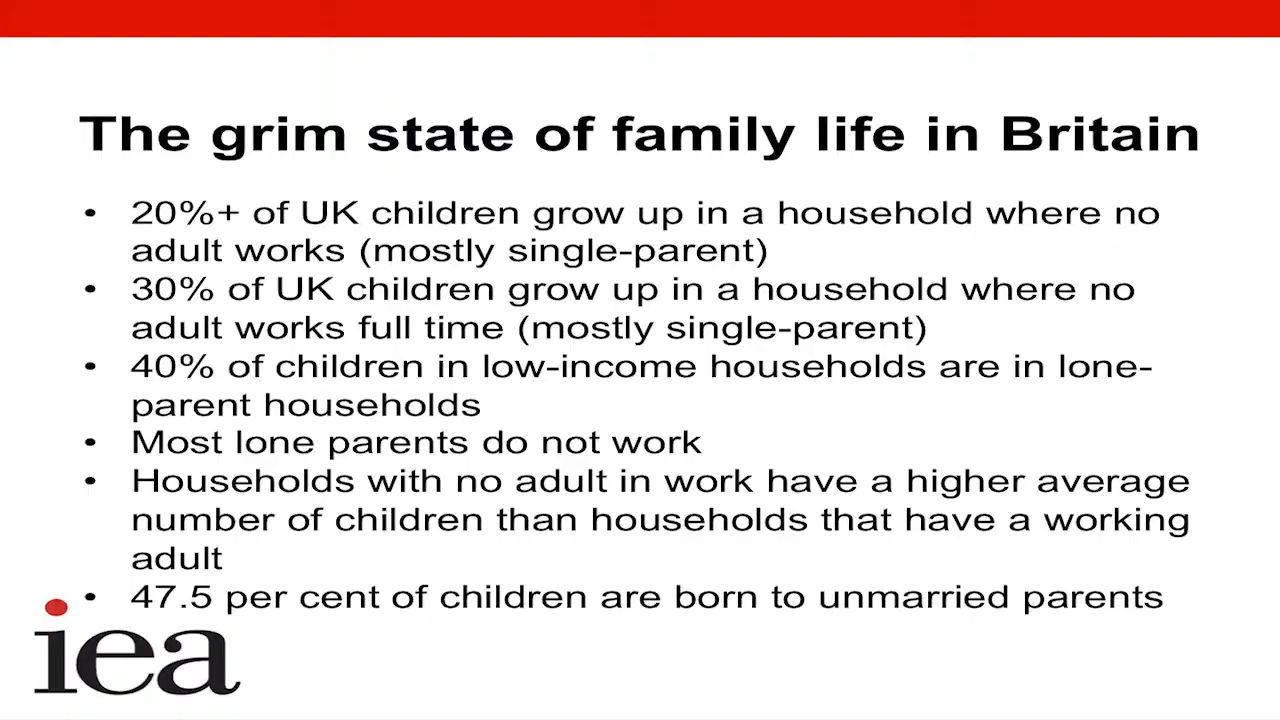 The grim state of family life in Britain
• 20%+ of UK children grow up in a household where no
adult works (mostly single-parent)
• 30% of UK children grow up in a household where no
adult works full time (mostly single-parent)
• 40% of children in low-income households are in lone-
parent households
• Most lone parents do not work
• Households with no adult in work have a higher average
number of children than households that have a working
adult
• 47.5 per cent of children are born to unmarried parents
iea